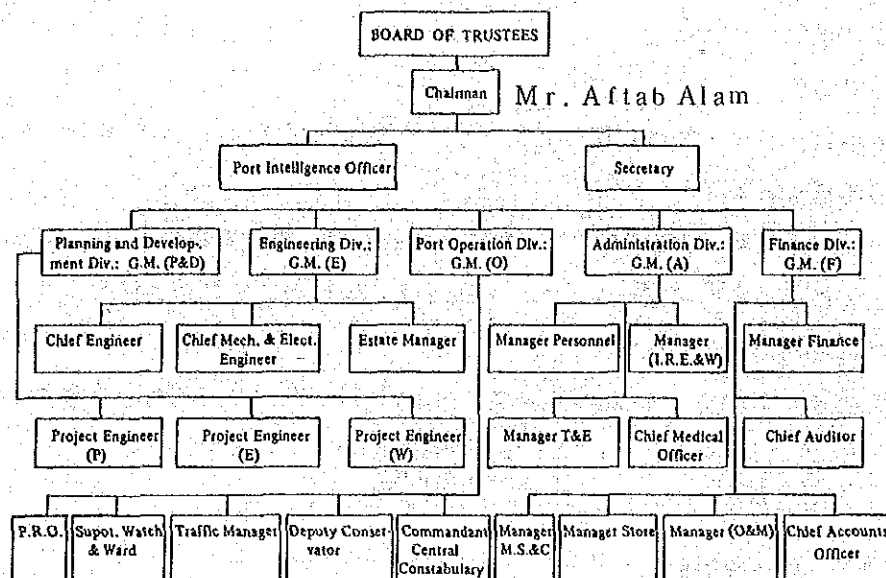 BOARD OF TRUSTEES
Chairman
Mr. Aftab Alam
Port Intelligence Officer
Secretary
Planning and Develop-
ment Div.: G.M. (P&D)
Engineering Div.:
G.M. (E)
Port Operation Div.:
G.M. (O)
Administration Div.:
G.M. (A)
Finance Div.:
G.M. (F)
Chief Engineer
Chief Mech. & Elect.
Engineer
Estate Manager
Manager Personnel
Manager
(I.R.E.&W)
Manager Finance
Project Engineer
(P)
Project Engineer
(E)
Project Engineer
(W)
Manager T&E
Chief Medical
Officer
Chief Auditor
P.R.O.
Supot. Watch
& Ward
Traffic Manager
Deputy Conser-
vator
Commandant
Central
Constabulary
Manager
M.S.&C
Manager Store
Manager (O&M)
Chief Accounts
Officer